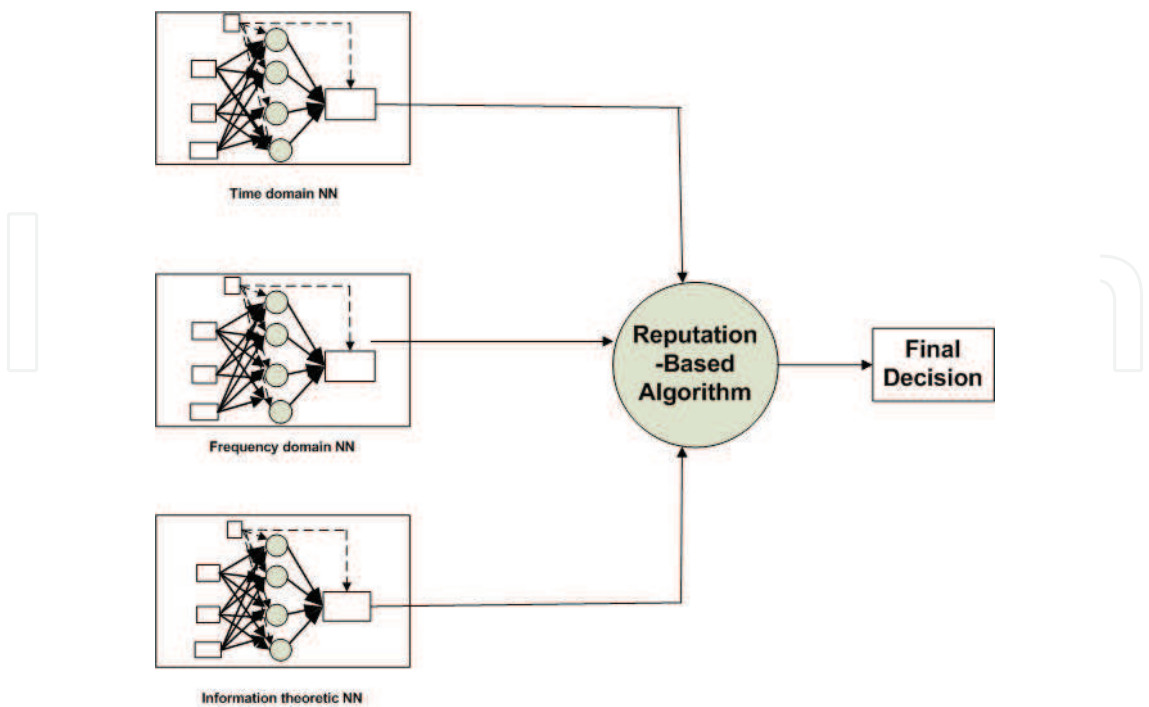 Time domain NN
Frequency domain NN
Information theoretic NN
Reputation
-Based
Algorithm
Final
Decision